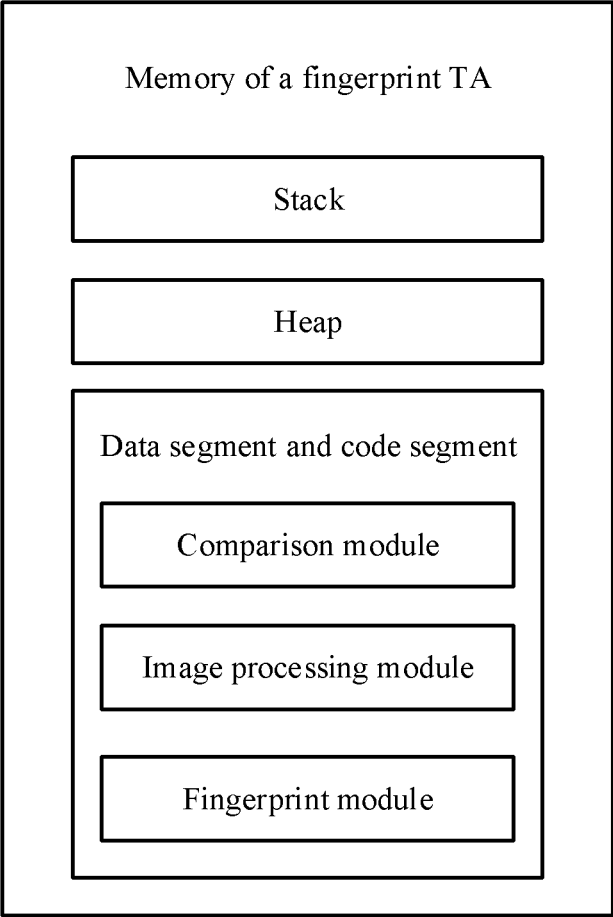 Memory of a fingerprint TA
Stack
Heap
Data segment and code segment
Comparison module
Image processing module
Fingerprint module